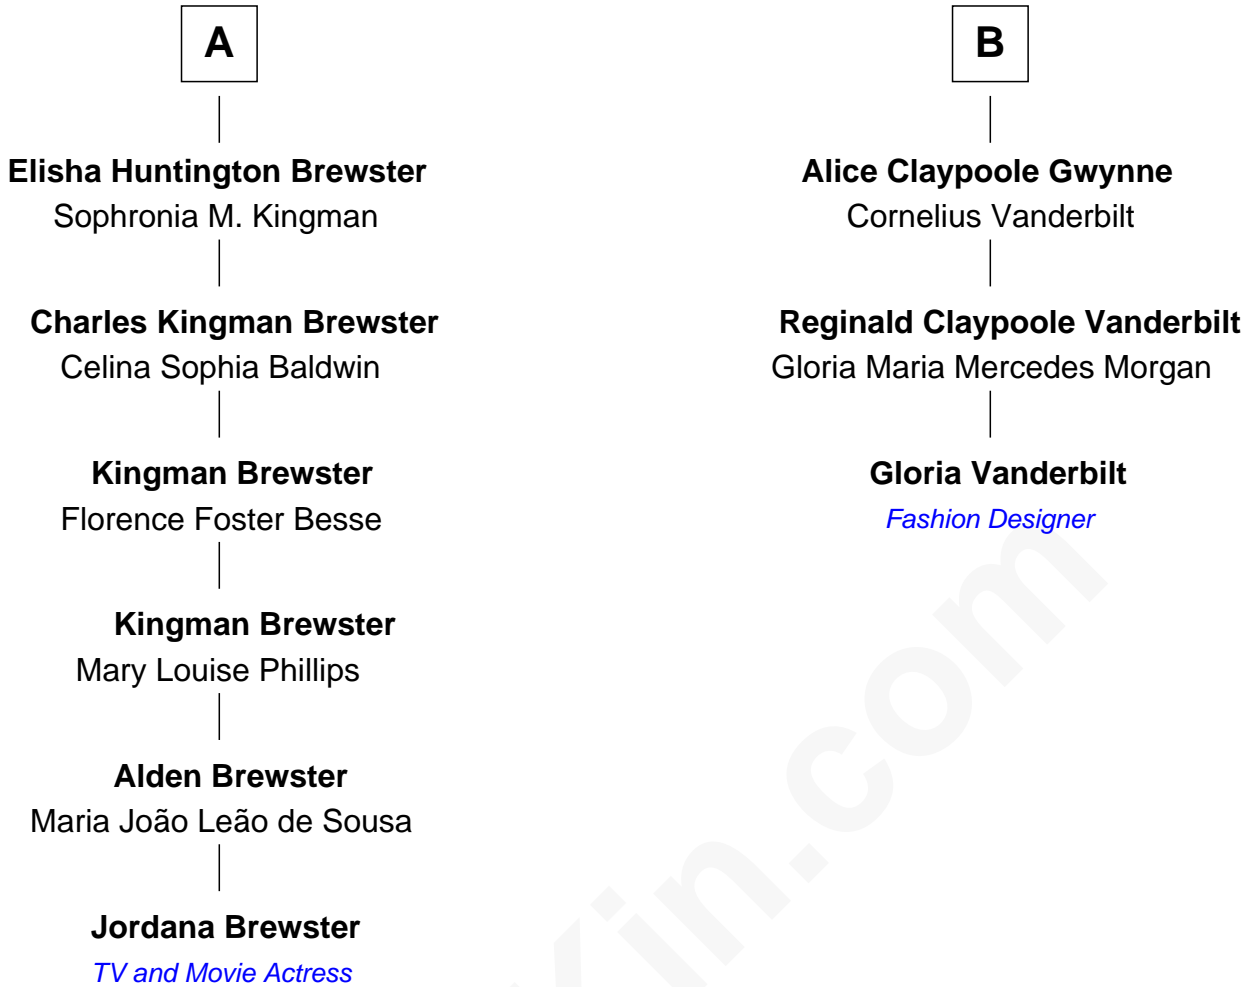 A
Elisha Huntington Brewster
Sophronia M. Kingman
Charles Kingman Brewster
Celina Sophia Baldwin
Kingman Brewster
Florence Foster Besse
Kingman Brewster
Mary Louise Phillips
Alden Brewster
Maria João Leão de Sousa
Jordana Brewster
TV and Movie Actress
B
Alice Claypoole Gwynne
Cornelius Vanderbilt
Reginald Claypoole Vanderbilt
Gloria Maria Mercedes Morgan
Gloria Vanderbilt
Fashion Designer
Kin.com